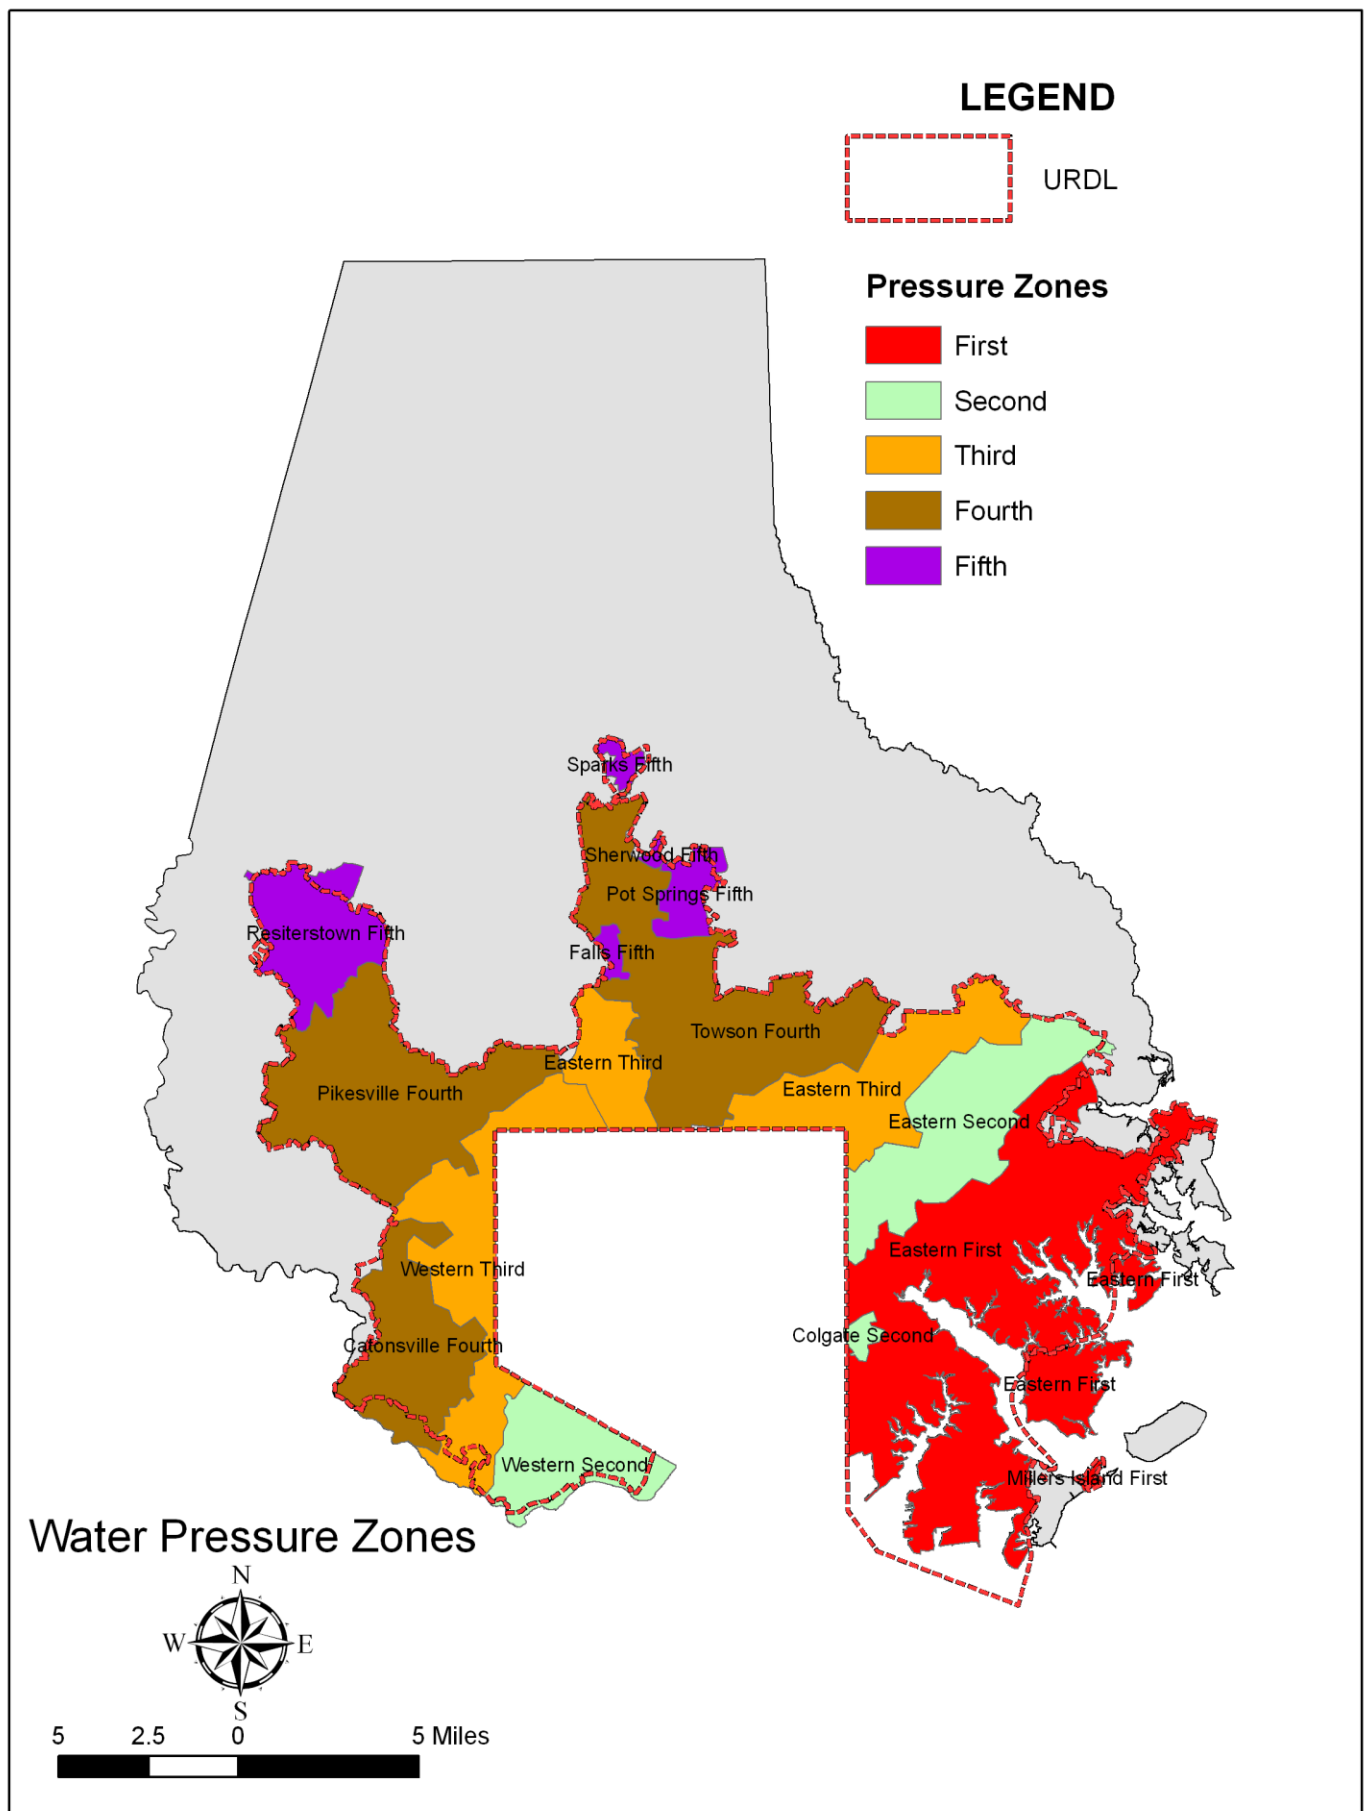 LEGEND
URDL
Pressure Zones
First
Second
Third
Fourth
Fifth
Sparks Fifth
Sherwood Fifth
Pot Springs Fifth
Resiterstown Fifth
Falls Fifth
Towson Fourth
Eastern Third
Pikesville Fourth
Eastern Third
Eastern Second
Eastern First
Western Third
Eastern First
Colgate Second
Catonsville Fourth
Eastern First
Western Second
Millers Island First
Water Pressure Zones
N
W E
S
5 2.5 0 5 Miles